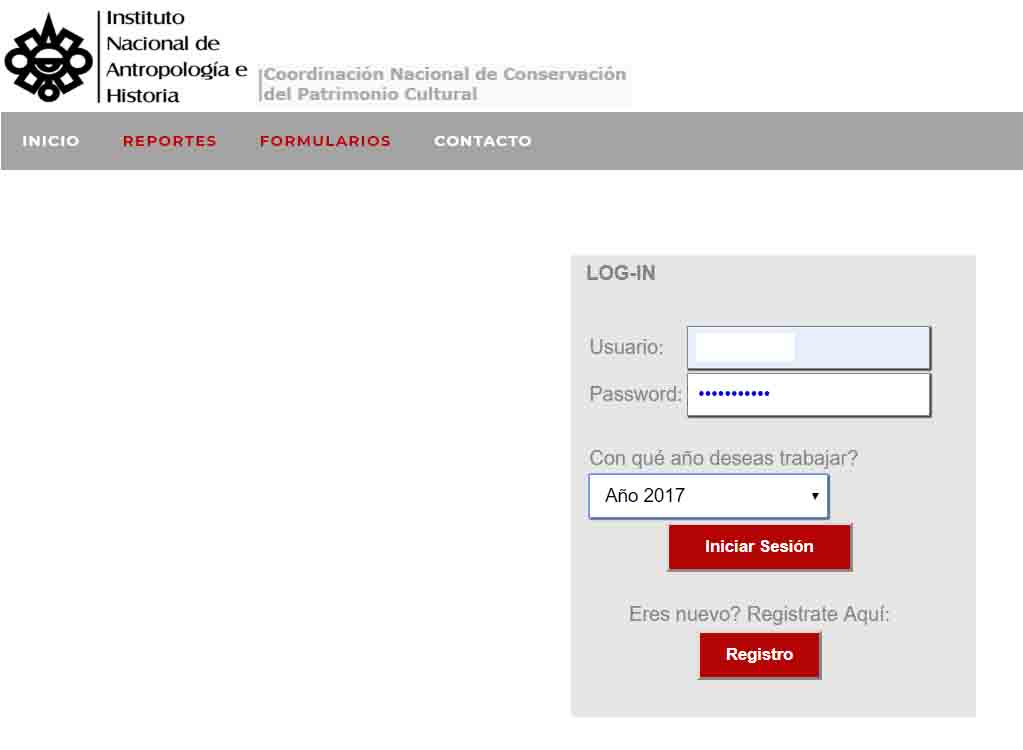 Instituto
Nacional de
Antropología e
Historia
Coordinación Nacional de Conservación
del Patrimonio Cultural
INICIO REPORTES FORMULARIOS CONTACTO
LOG-IN
Usuario:
Password: •••••••••••
Con qué año deseas trabajar?
Año 2017
Iniciar Sesión
Eres nuevo? Registrate Aquí:
Registro